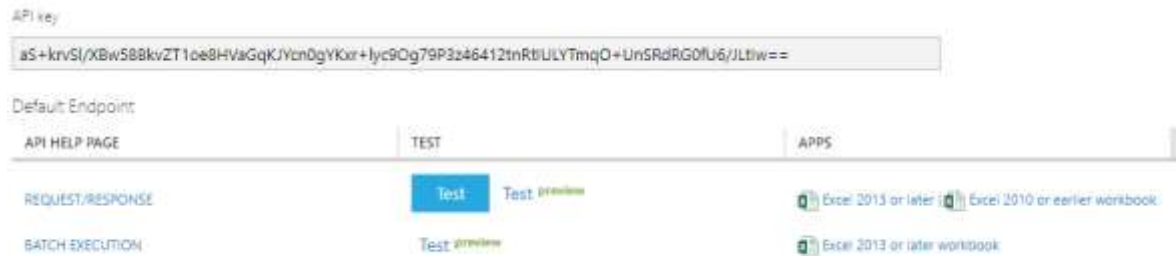 API key
Default Endpoint
API HELP PAGE TEST APPS
REQUEST/RESPONSE Test Test preview Excel 2013 or later | Excel 2010 or earlier workbook
BATCH EXECUTION Test preview Excel 2013 or later workbook